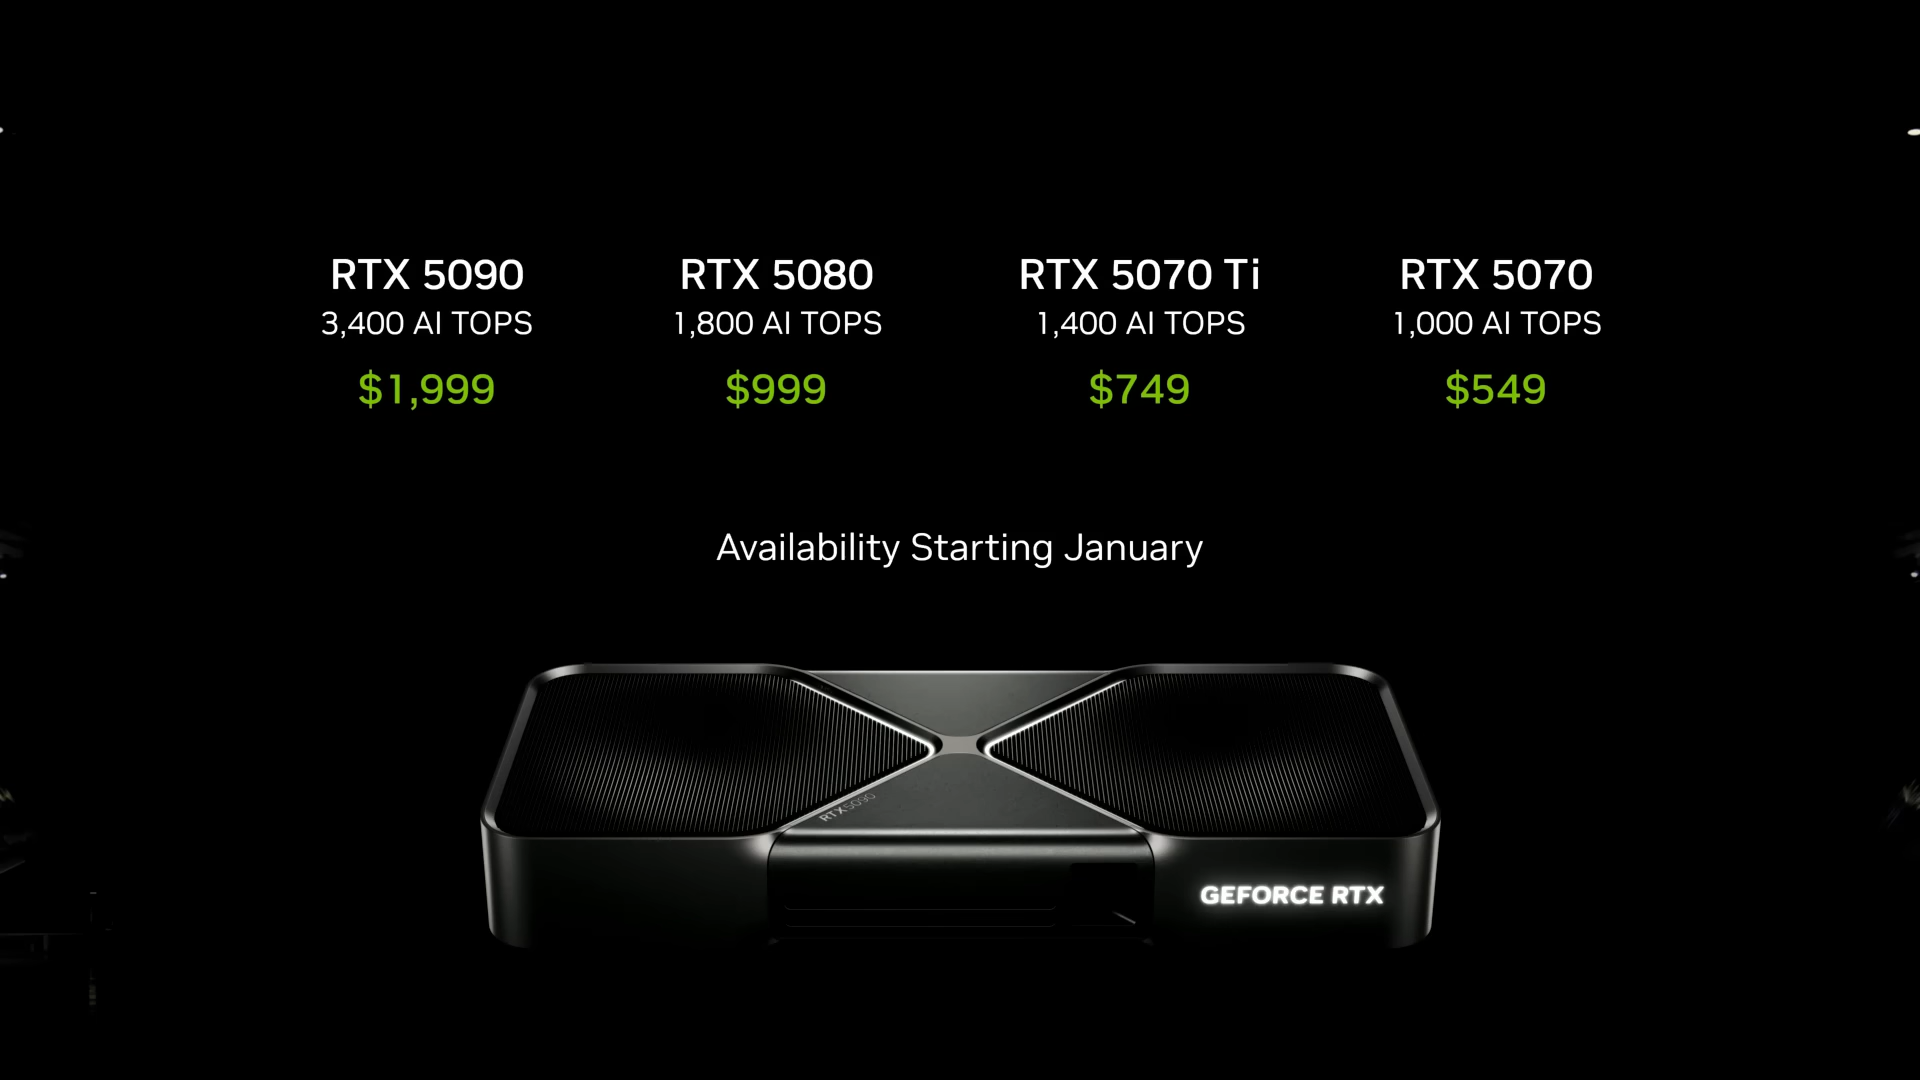 RTX 5090
3,400 AI TOPS
$1,999
RTX 5080
1,800 AI TOPS
$999
RTX 5070 Ti
1,400 AI TOPS
$749
RTX 5070
1,000 AI TOPS
$549
Availability Starting January
RTX 5090
GEFORCE RTX